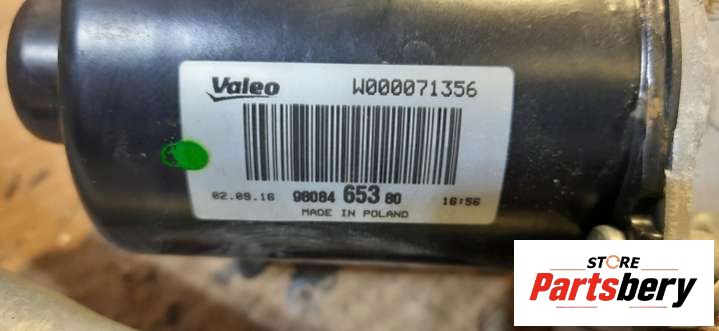 Valeo W000071356
02.09.16 98084 653 80 16:56
MADE IN POLAND
STORE
Partsbery